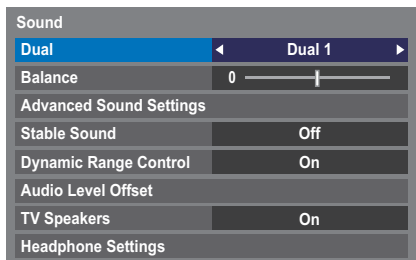 Sound
Dual ◀ Dual 1 ▶
Balance 0
Advanced Sound Settings
Stable Sound Off
Dynamic Range Control On
Audio Level Offset
TV Speakers On
Headphone Settings